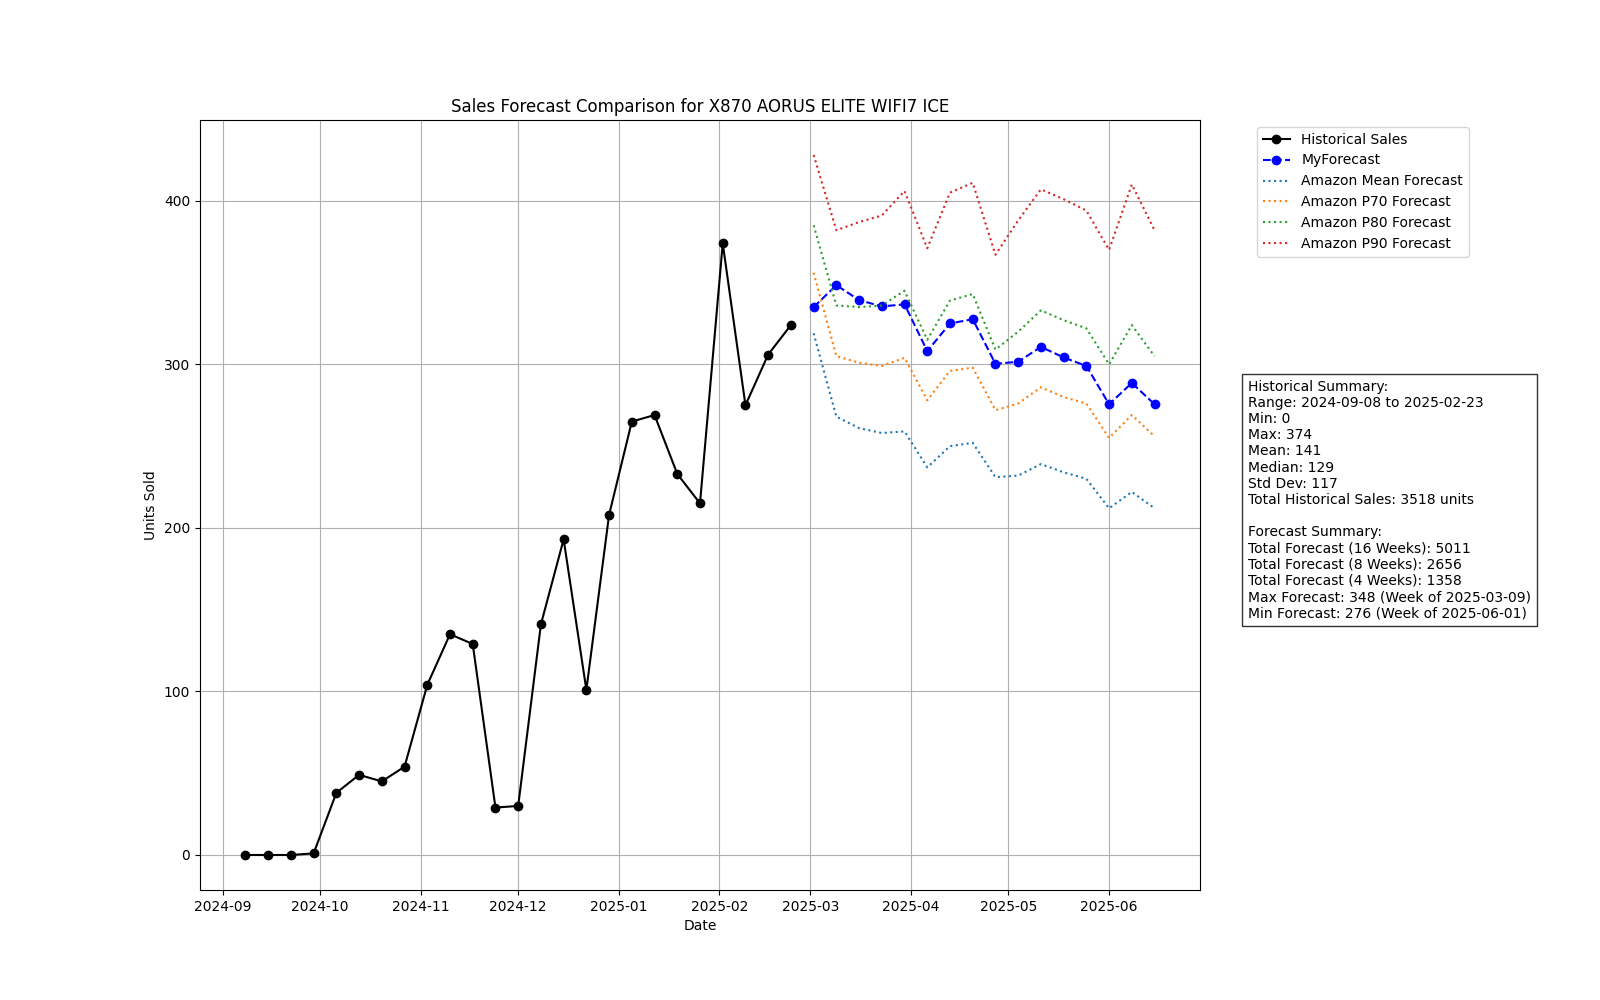 Sales Forecast Comparison for X870 AORUS ELITE WIFI7 ICE
Historical Sales
MyForecast
Amazon Mean Forecast
Amazon P70 Forecast
Amazon P80 Forecast
Amazon P90 Forecast
400
300
200
100
0
Units Sold
2024-09
2024-10
2024-11
2024-12
2025-01
2025-02
2025-03
2025-04
2025-05
2025-06
Date
Historical Summary:
Range: 2024-09-08 to 2025-02-23
Min: 0
Max: 374
Mean: 141
Median: 129
Std Dev: 117
Total Historical Sales: 3518 units
Forecast Summary:
Total Forecast (16 Weeks): 5011
Total Forecast (8 Weeks): 2656
Total Forecast (4 Weeks): 1358
Max Forecast: 348 (Week of 2025-03-09)
Min Forecast: 276 (Week of 2025-06-01)